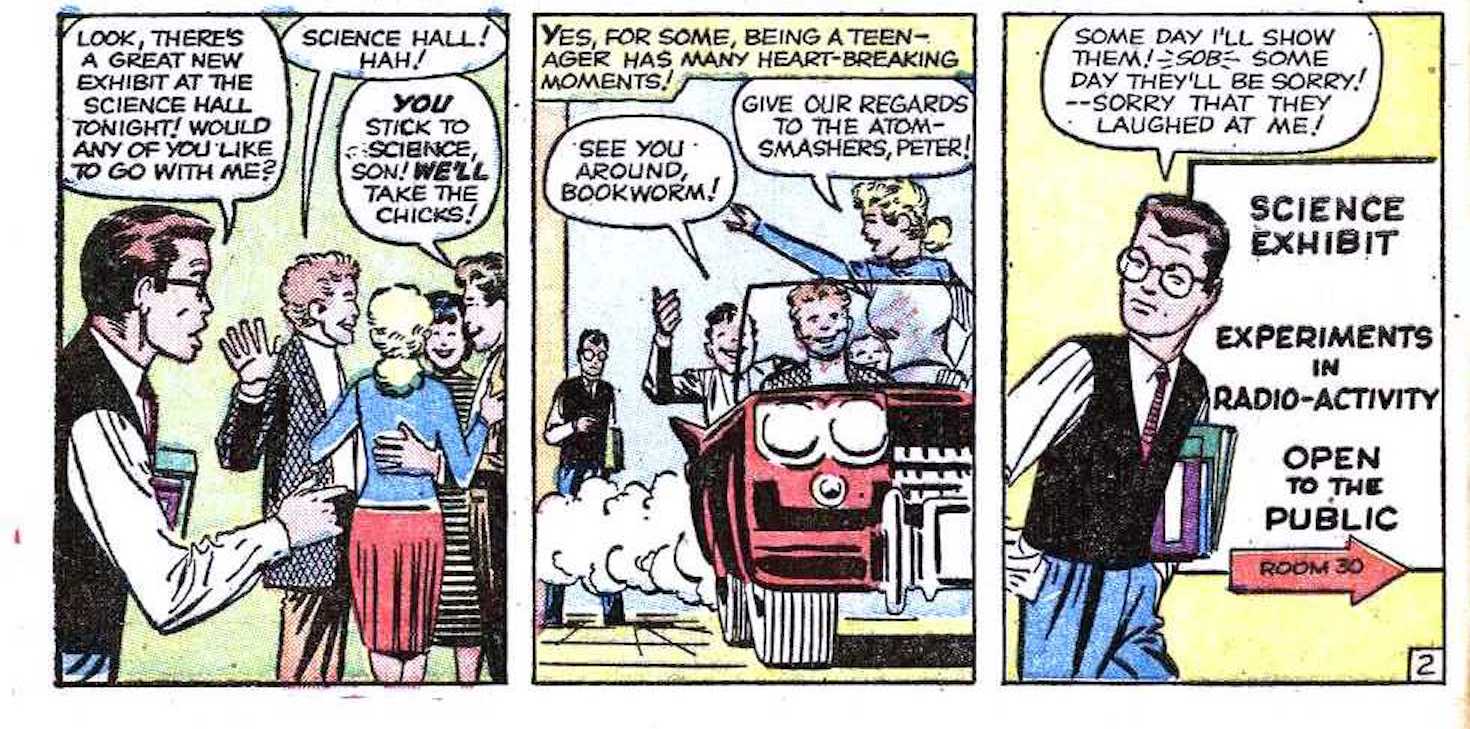 LOOK, THERE'S
A GREAT NEW
EXHIBIT AT THE
SCIENCE HALL
TONIGHT! WOULD
ANY OF YOU LIKE
TO GO WITH ME?
SCIENCE HALL!
HAH!
YOU
STICK TO
SCIENCE,
SON! WE'LL
TAKE THE
CHICKS!
YES, FOR SOME, BEING A TEEN-
AGER HAS MANY HEART-BREAKING
MOMENTS!
SEE YOU
AROUND,
BOOKWORM!
GIVE OUR REGARDS
TO THE ATOM-
SMASHERS, PETER!
SOME DAY I'LL SHOW
THEM! SOB SOME
DAY THEY'LL BE SORRY!
--SORRY THAT THEY
LAUGHED AT ME!
SCIENCE
EXHIBIT
EXPERIMENTS
IN
RADIO-ACTIVITY
OPEN
TO THE
PUBLIC
ROOM 30
2